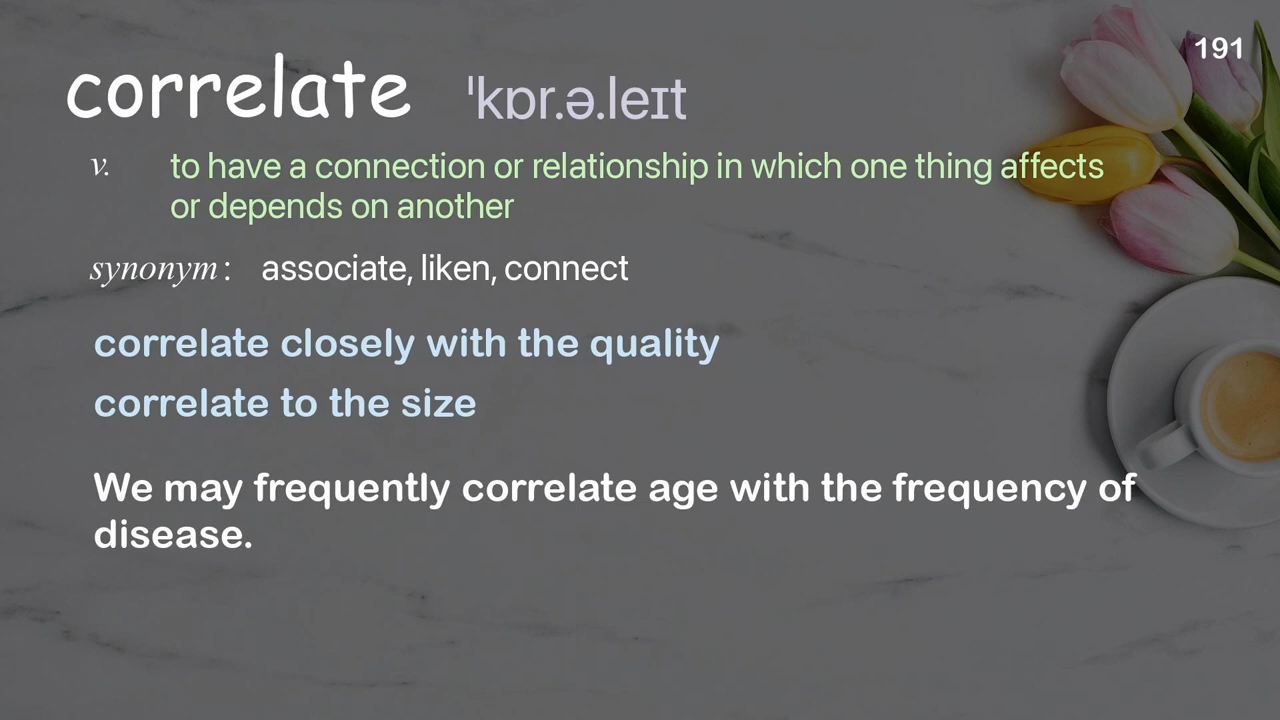 191
correlate ˈkɒr.ə.leɪt
v. to have a connection or relationship in which one thing affects
or depends on another
synonym: associate, liken, connect
correlate closely with the quality
correlate to the size
We may frequently correlate age with the frequency of
disease.